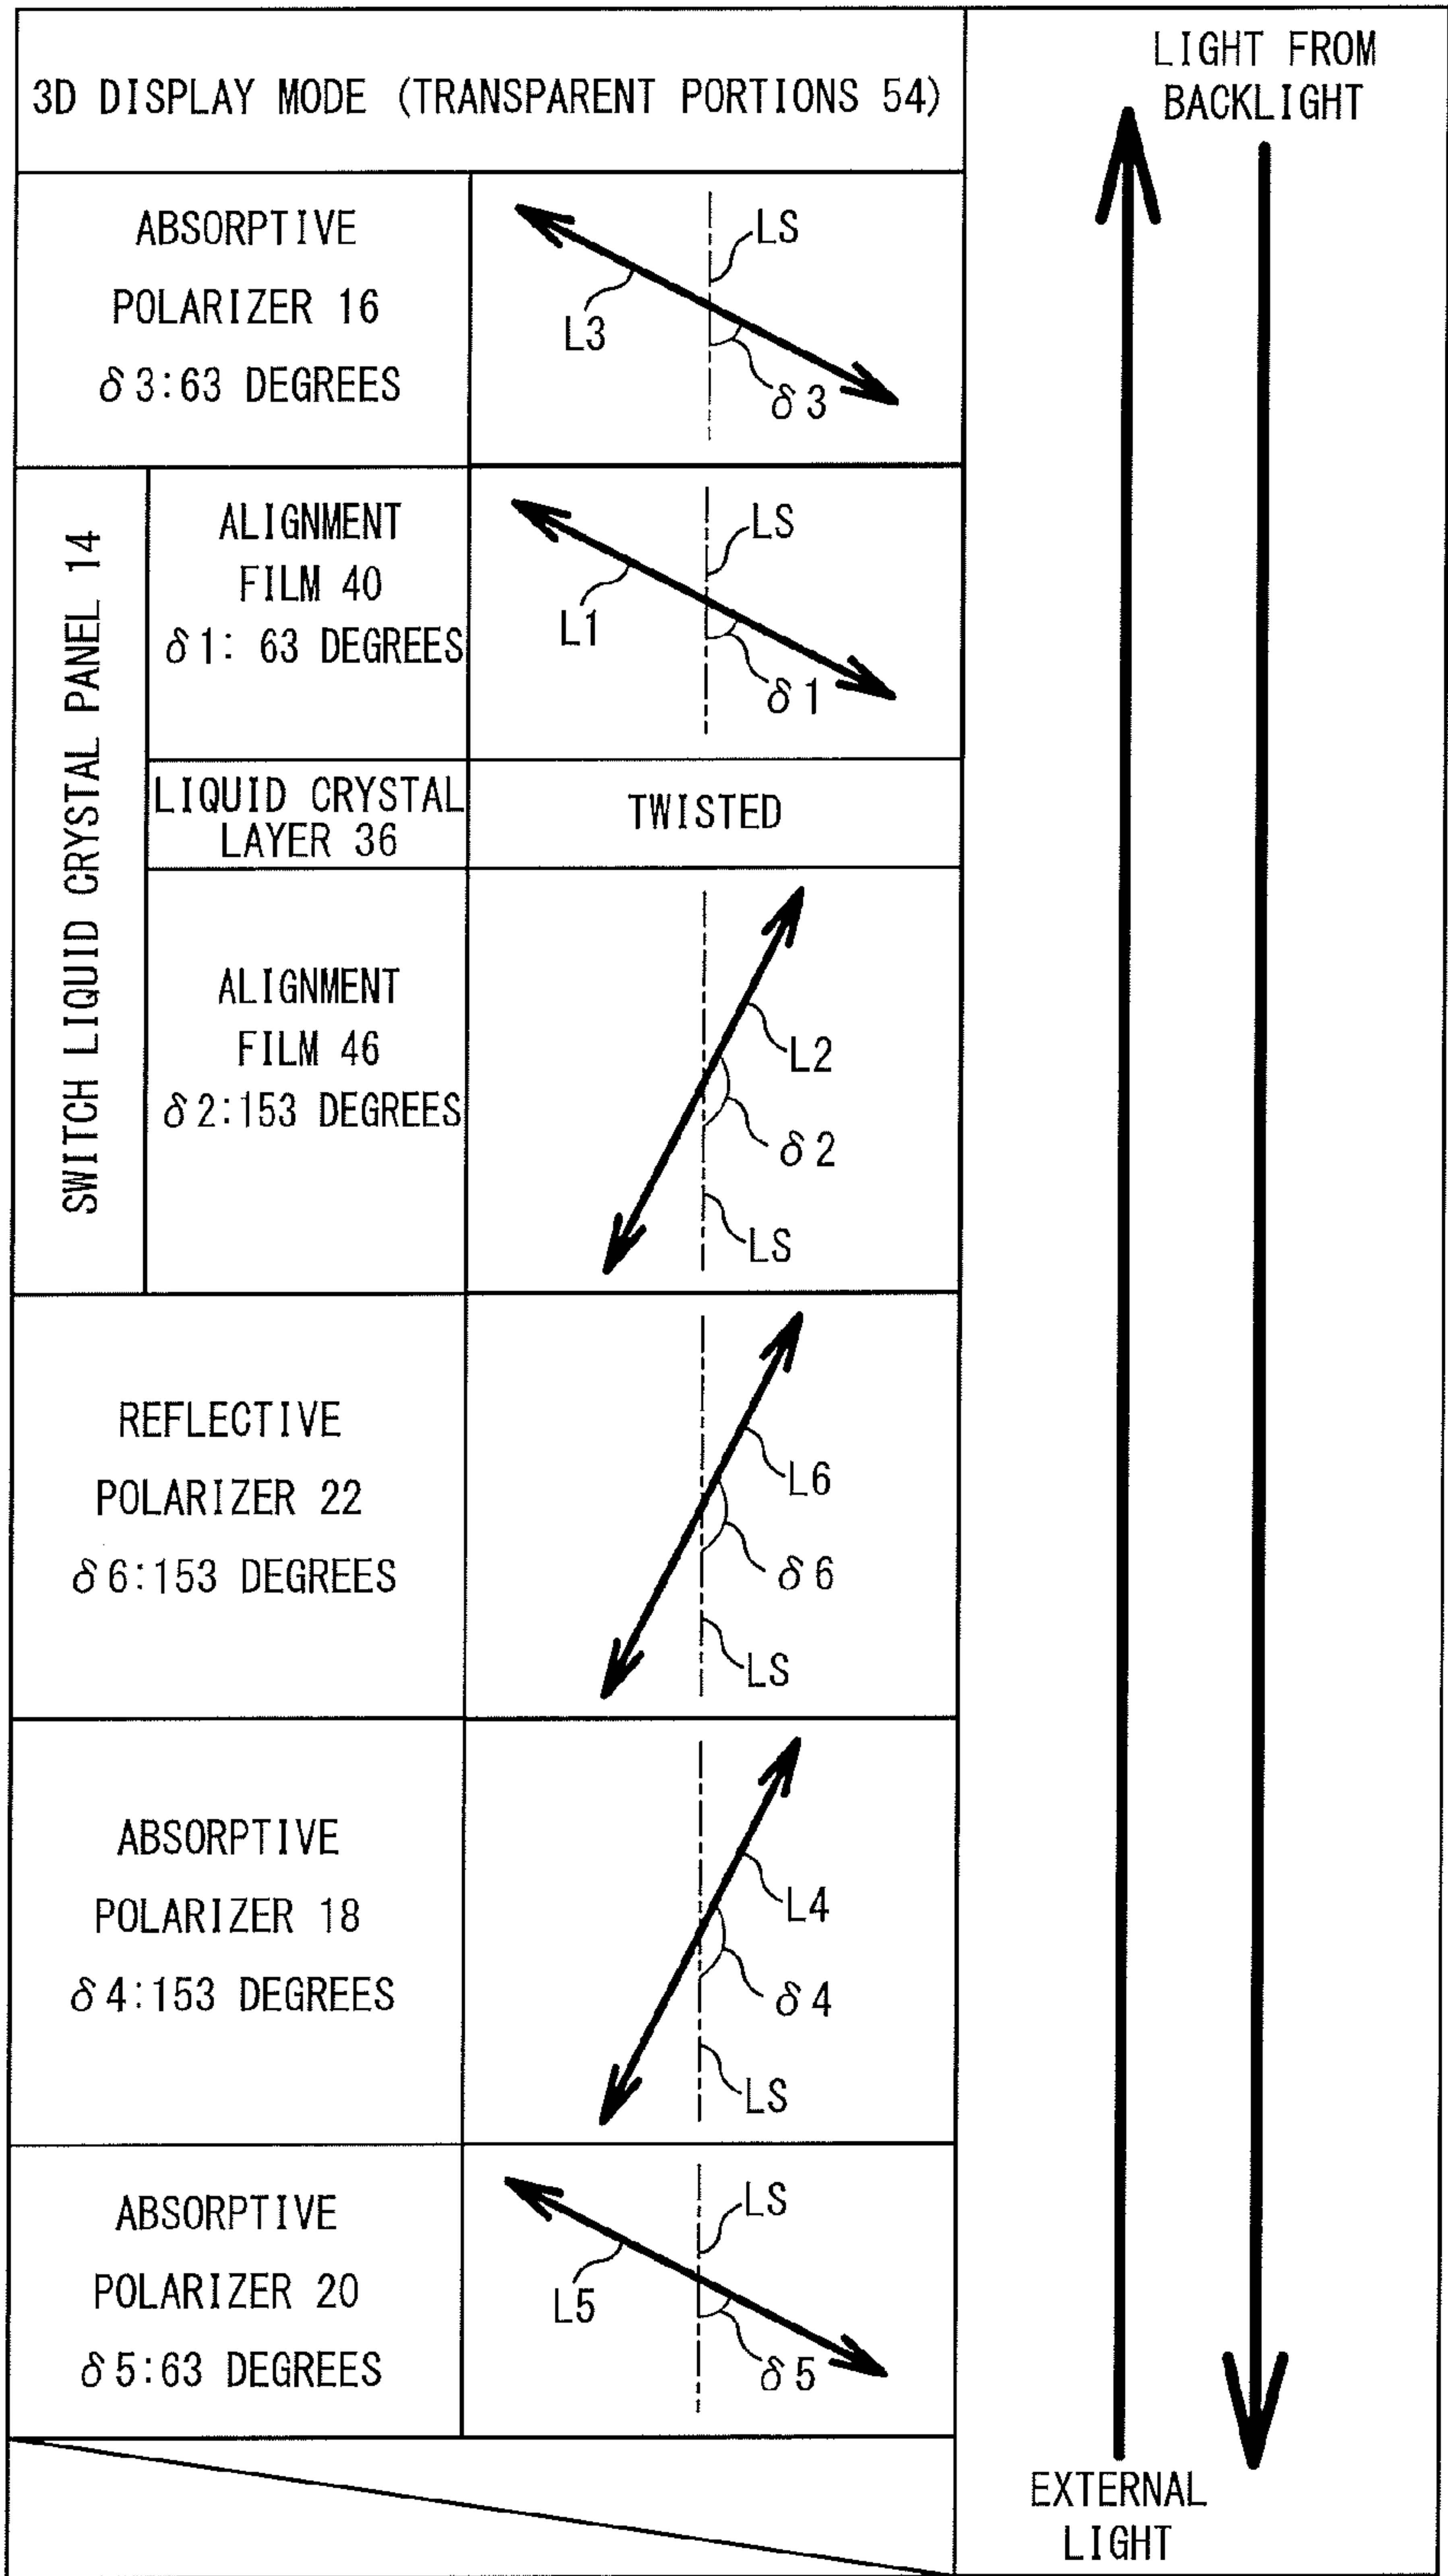 3D DISPLAY MODE (TRANSPARENT PORTIONS 54)
LIGHT FROM
BACKLIGHT
ABSORPTIVE
POLARIZER 16
δ3:63 DEGREES
LS
L3
δ3
SWITCH LIQUID CRYSTAL PANEL 14
ALIGNMENT
FILM 40
δ1: 63 DEGREES
LS
L1
δ1
LIQUID CRYSTAL
LAYER 36
TWISTED
ALIGNMENT
FILM 46
δ2:153 DEGREES
L2
δ2
LS
REFLECTIVE
POLARIZER 22
δ6:153 DEGREES
L6
δ6
LS
ABSORPTIVE
POLARIZER 18
δ4:153 DEGREES
L4
δ4
LS
ABSORPTIVE
POLARIZER 20
δ5:63 DEGREES
LS
L5
δ5
EXTERNAL
LIGHT